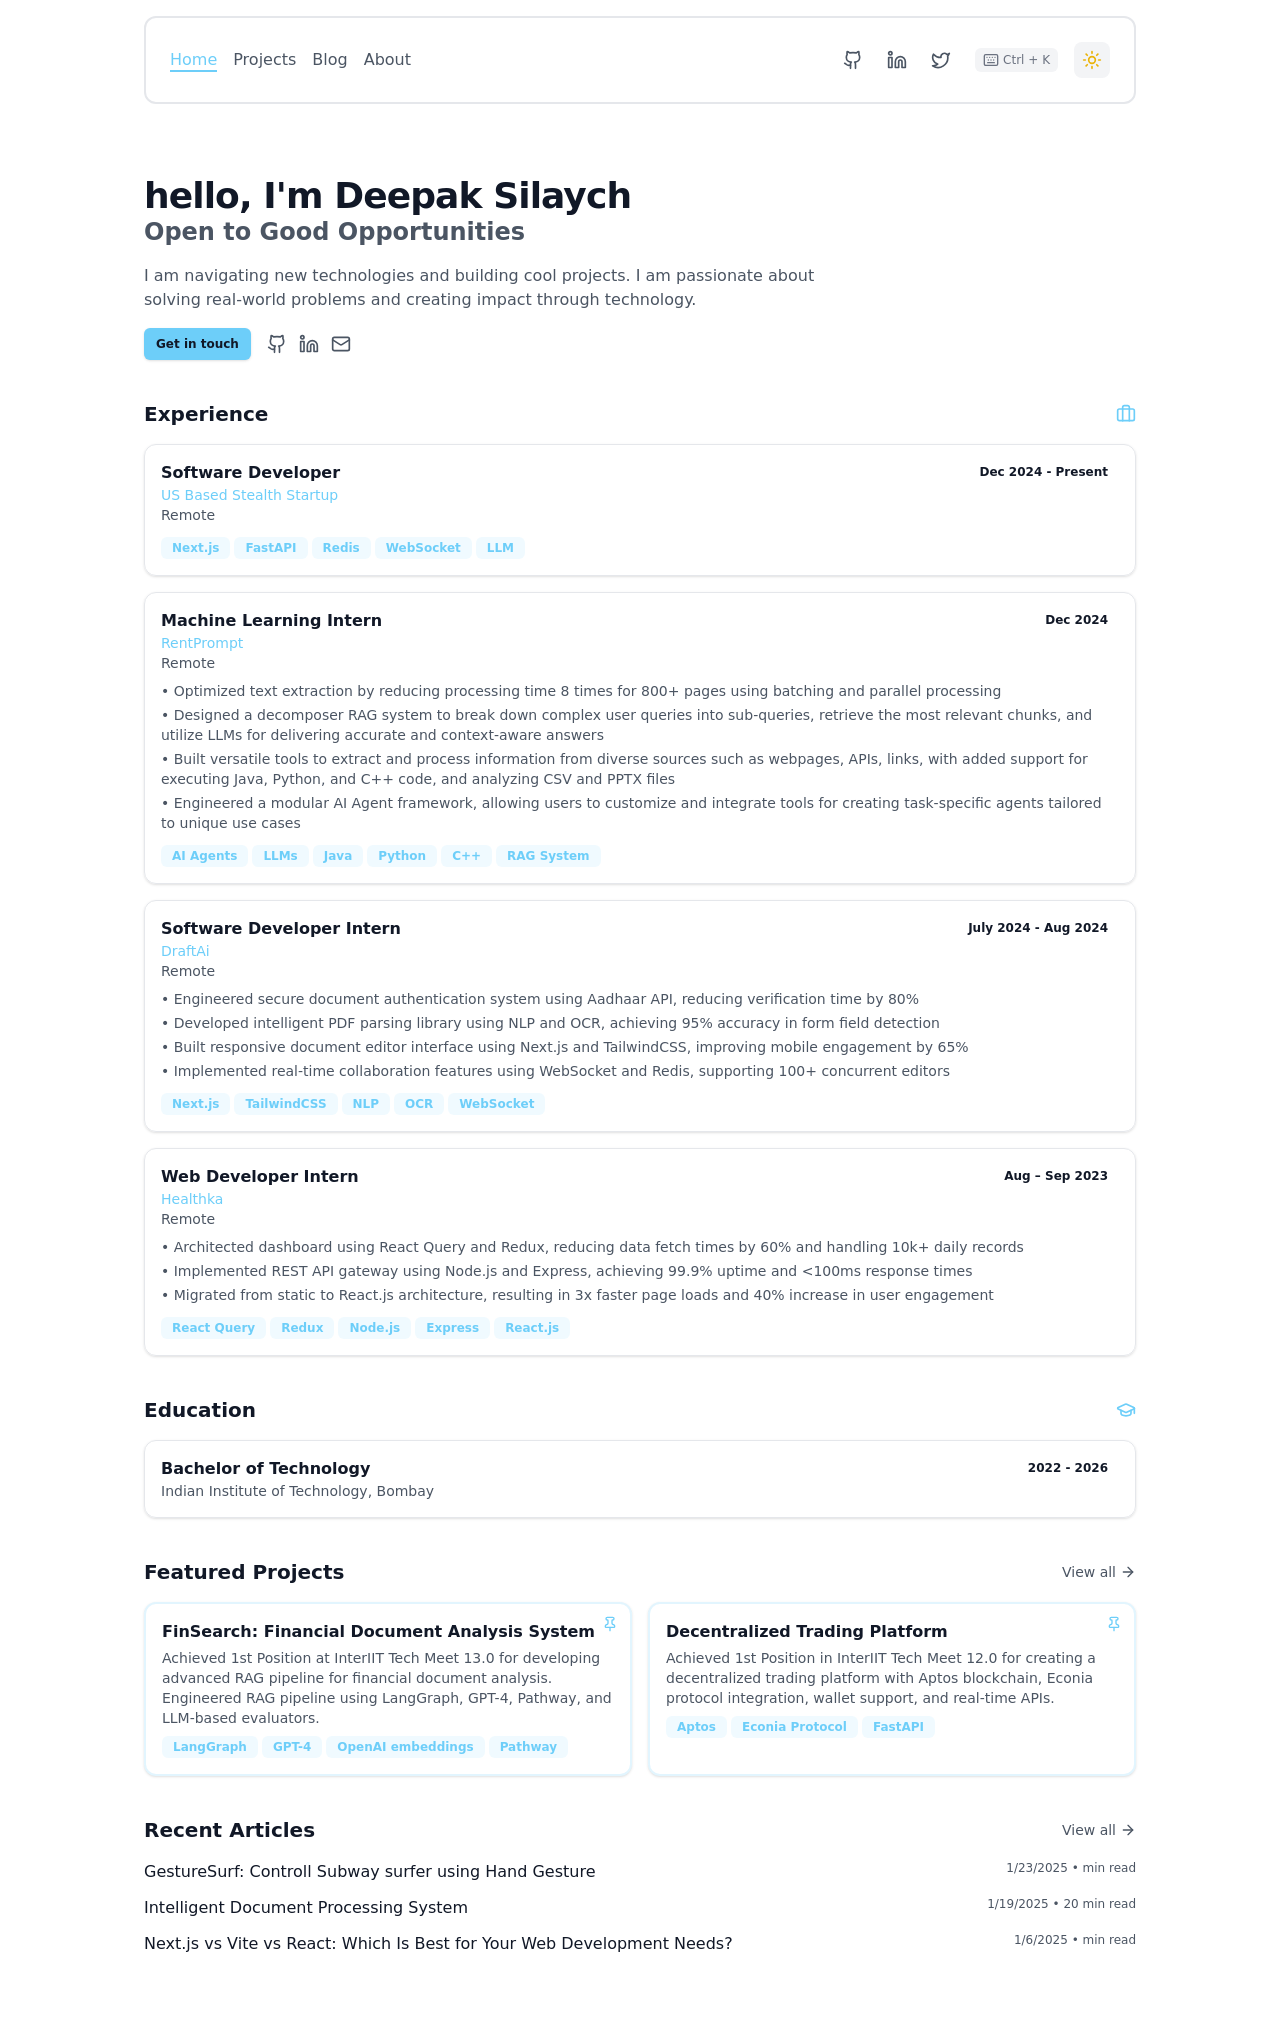 Home Projects Blog About Ctrl + K
hello, I'm Deepak Silaych
Open to Good Opportunities
I am navigating new technologies and building cool projects. I am passionate about
solving real-world problems and creating impact through technology.
Get in touch
Experience
Software Developer Dec 2024 - Present
US Based Stealth Startup
Remote
Next.js FastAPI Redis WebSocket LLM
Machine Learning Intern Dec 2024
RentPrompt
Remote
• Optimized text extraction by reducing processing time 8 times for 800+ pages using batching and parallel processing
• Designed a decomposer RAG system to break down complex user queries into sub-queries, retrieve the most relevant chunks, and
utilize LLMs for delivering accurate and context-aware answers
• Built versatile tools to extract and process information from diverse sources such as webpages, APIs, links, with added support for
executing Java, Python, and C++ code, and analyzing CSV and PPTX files
• Engineered a modular AI Agent framework, allowing users to customize and integrate tools for creating task-specific agents tailored
to unique use cases
AI Agents LLMs Java Python C++ RAG System
Software Developer Intern July 2024 - Aug 2024
DraftAi
Remote
• Engineered secure document authentication system using Aadhaar API, reducing verification time by 80%
• Developed intelligent PDF parsing library using NLP and OCR, achieving 95% accuracy in form field detection
• Built responsive document editor interface using Next.js and TailwindCSS, improving mobile engagement by 65%
• Implemented real-time collaboration features using WebSocket and Redis, supporting 100+ concurrent editors
Next.js TailwindCSS NLP OCR WebSocket
Web Developer Intern Aug – Sep 2023
Healthka
Remote
• Architected dashboard using React Query and Redux, reducing data fetch times by 60% and handling 10k+ daily records
• Implemented REST API gateway using Node.js and Express, achieving 99.9% uptime and <100ms response times
• Migrated from static to React.js architecture, resulting in 3x faster page loads and 40% increase in user engagement
React Query Redux Node.js Express React.js
Education
Bachelor of Technology 2022 - 2026
Indian Institute of Technology, Bombay
Featured Projects View all
FinSearch: Financial Document Analysis System
Achieved 1st Position at InterIIT Tech Meet 13.0 for developing
advanced RAG pipeline for financial document analysis.
Engineered RAG pipeline using LangGraph, GPT-4, Pathway, and
LLM-based evaluators.
LangGraph GPT-4 OpenAI embeddings Pathway
Decentralized Trading Platform
Achieved 1st Position in InterIIT Tech Meet 12.0 for creating a
decentralized trading platform with Aptos blockchain, Econia
protocol integration, wallet support, and real-time APIs.
Aptos Econia Protocol FastAPI
Recent Articles View all
GestureSurf: Controll Subway surfer using Hand Gesture 1/23/2025 • min read
Intelligent Document Processing System 1/19/2025 • 20 min read
Next.js vs Vite vs React: Which Is Best for Your Web Development Needs? 1/6/2025 • min read